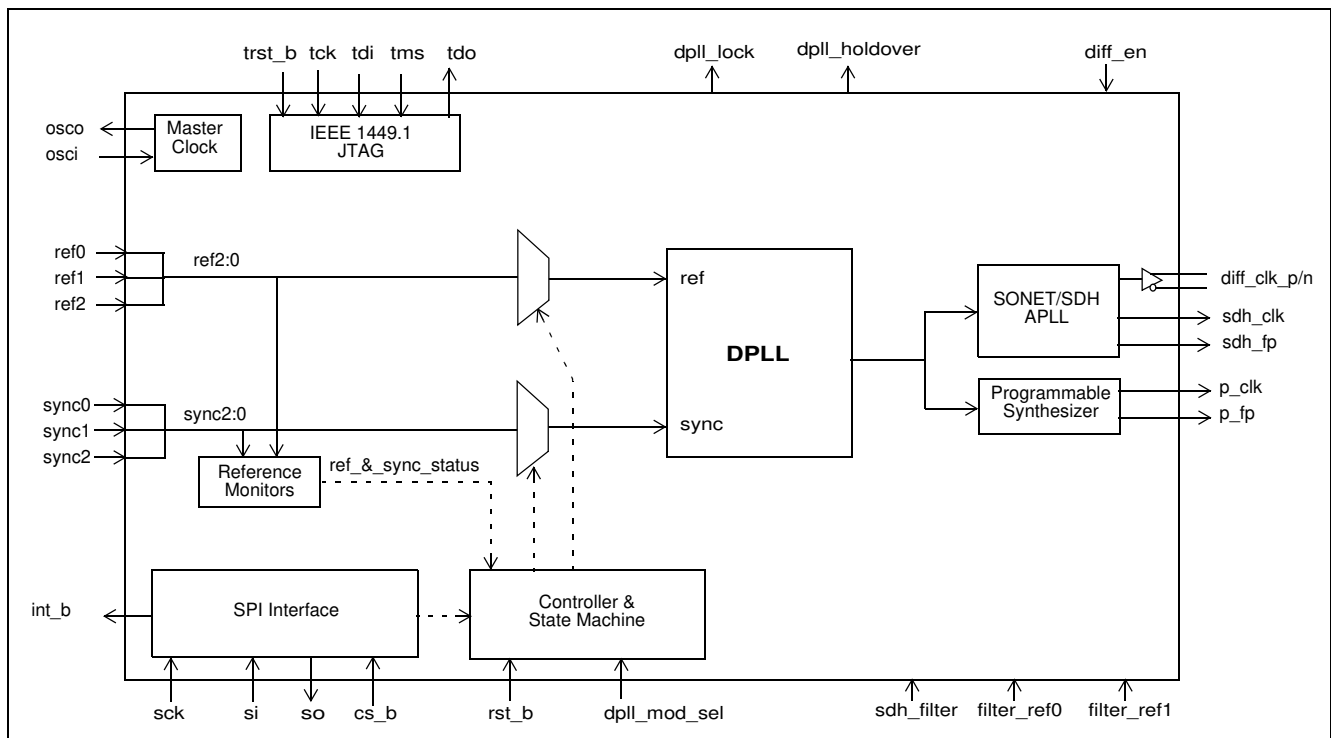 trst_b tck tdi tms tdo
dpll_lock
dpll_holdover
diff_en
osco
osci
Master
Clock
IEEE 1449.1
JTAG
ref0
ref1
ref2
ref2:0
ref
DPLL
sync
SONET/SDH
APLL
diff_clk_p/n
sdh_clk
sdh_fp
Programmable
Synthesizer
p_clk
p_fp
sync0
sync1
sync2
sync2:0
Reference
Monitors
ref_&_sync_status
int_b
SPI Interface
Controller &
State Machine
sck si so cs_b
rst_b
dpll_mod_sel
sdh_filter
filter_ref0
filter_ref1